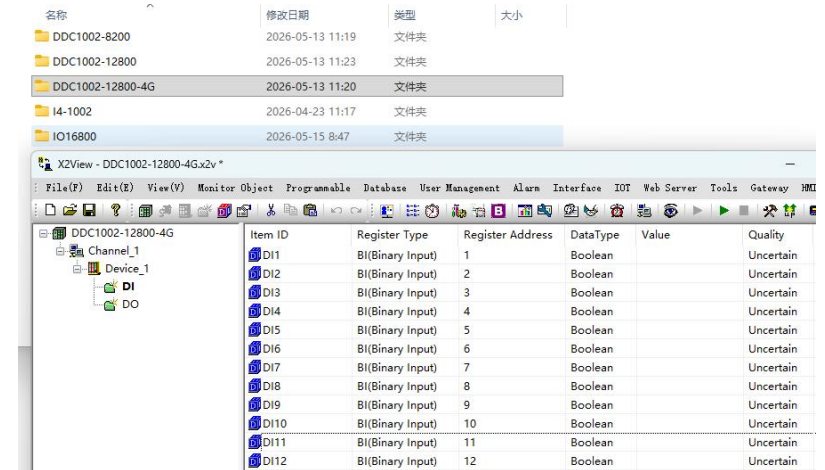 名称 修改日期 类型 大小
DDC1002-8200 2026-05-13 11:19 文件夹
DDC1002-12800 2026-05-13 11:23 文件夹
DDC1002-12800-4G 2026-05-13 11:20 文件夹
I4-1002 2026-04-23 11:17 文件夹
IO16800 2026-05-15 8:47 文件夹
X2View - DDC1002-12800-4G.x2v *
File(F) Edit(E) View(V) Monitor Object Programmable Database User Management Alarm Interface IOT Web Server Tools Gateway HMI
DDC1002-12800-4G
Channel_1
Device_1
DI
DO
Item ID Register Type Register Address DataType Value Quality
DI1 BI(Binary Input) 1 Boolean Uncertain
DI2 BI(Binary Input) 2 Boolean Uncertain
DI3 BI(Binary Input) 3 Boolean Uncertain
DI4 BI(Binary Input) 4 Boolean Uncertain
DI5 BI(Binary Input) 5 Boolean Uncertain
DI6 BI(Binary Input) 6 Boolean Uncertain
DI7 BI(Binary Input) 7 Boolean Uncertain
DI8 BI(Binary Input) 8 Boolean Uncertain
DI9 BI(Binary Input) 9 Boolean Uncertain
DI10 BI(Binary Input) 10 Boolean Uncertain
DI11 BI(Binary Input) 11 Boolean Uncertain
DI12 BI(Binary Input) 12 Boolean Uncertain